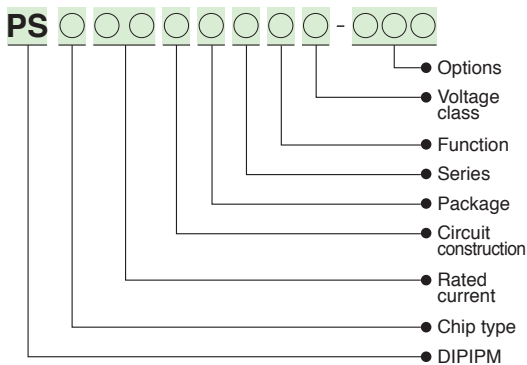 PS ○ ○○ ○ ○ ○ ○ ○ - ○○○
Options
Voltage
class
Function
Series
Package
Circuit
construction
Rated
current
Chip type
DIPIPM